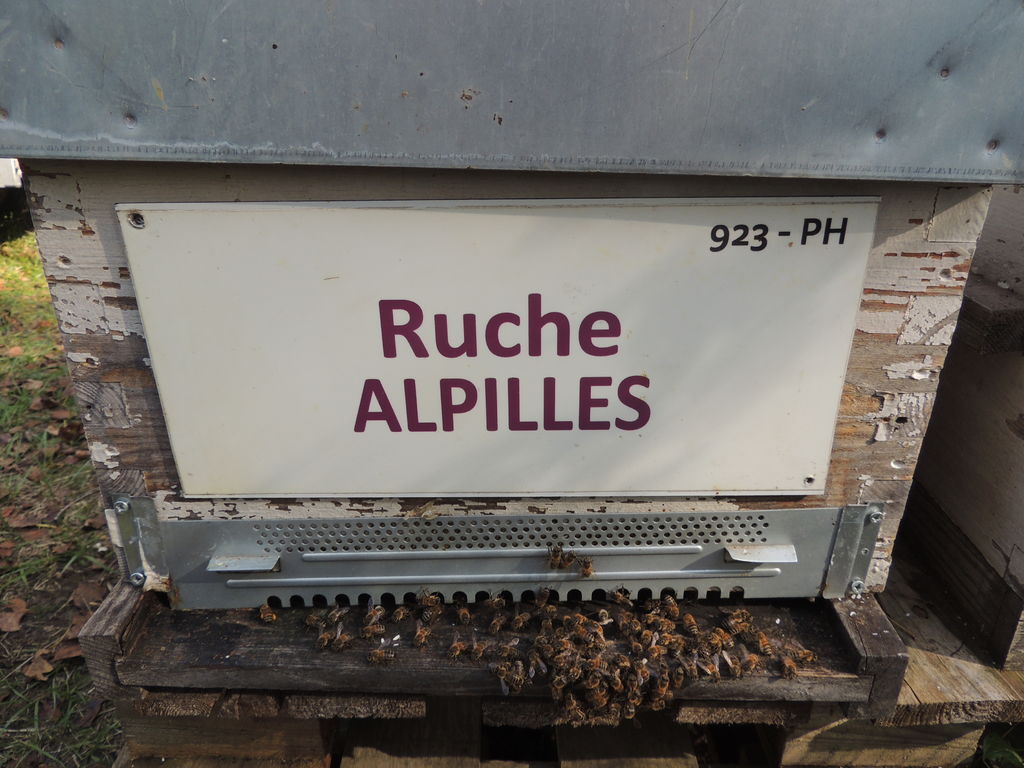 923 - PH
Ruche
ALPILLES